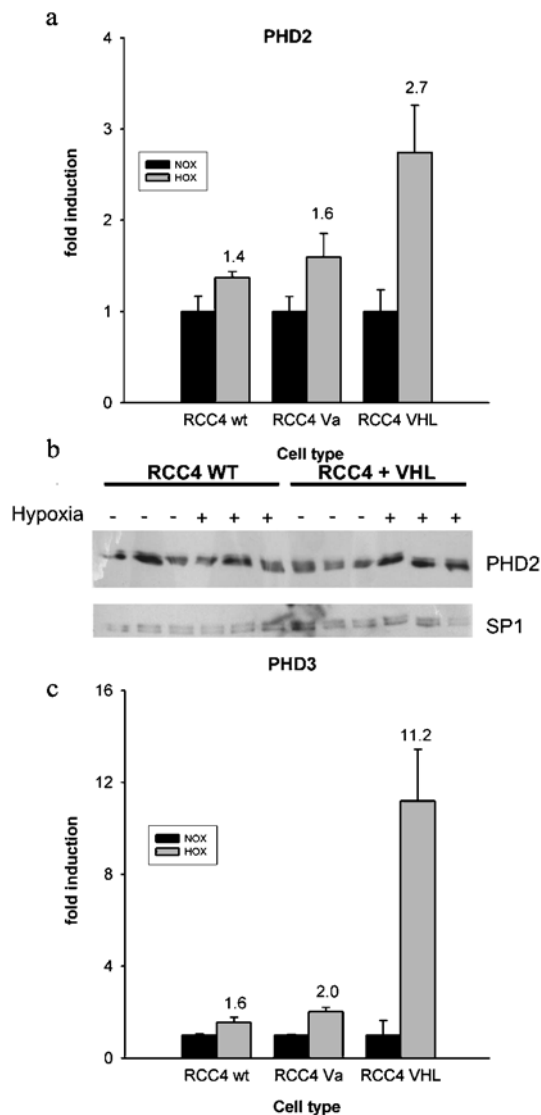 a
PHD2
4
3
2
1
0
fold induction
NOX
HOX
1.4
1.6
2.7
RCC4 wt RCC4 Va RCC4 VHL
Cell type
b
RCC4 WT RCC4 + VHL
Hypoxia - - - + + + - - - + + +
PHD2
SP1
PHD3
c
16
12
8
4
0
fold induction
NOX
HOX
1.6
2.0
11.2
RCC4 wt RCC4 Va RCC4 VHL
Cell type